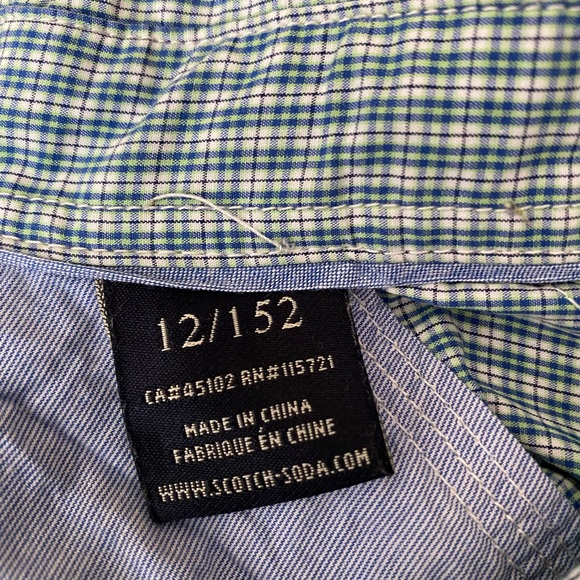 12/152
CA#45102 RN#115721
MADE IN CHINA
FABRIQUE EN CHINE
WWW.SCOTCH-SODA.COM